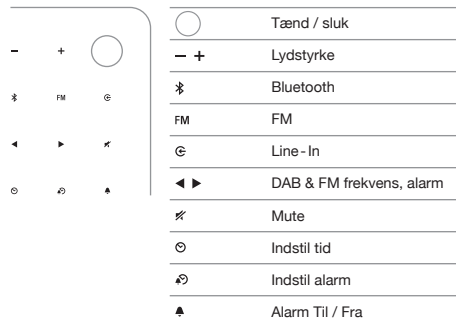 − +
FM
Tænd / sluk
− + Lydstyrke
Bluetooth
FM FM
Line-In
◀ ▶ DAB & FM frekvens, alarm
Mute
Indstil tid
Indstil alarm
Alarm Til / Fra